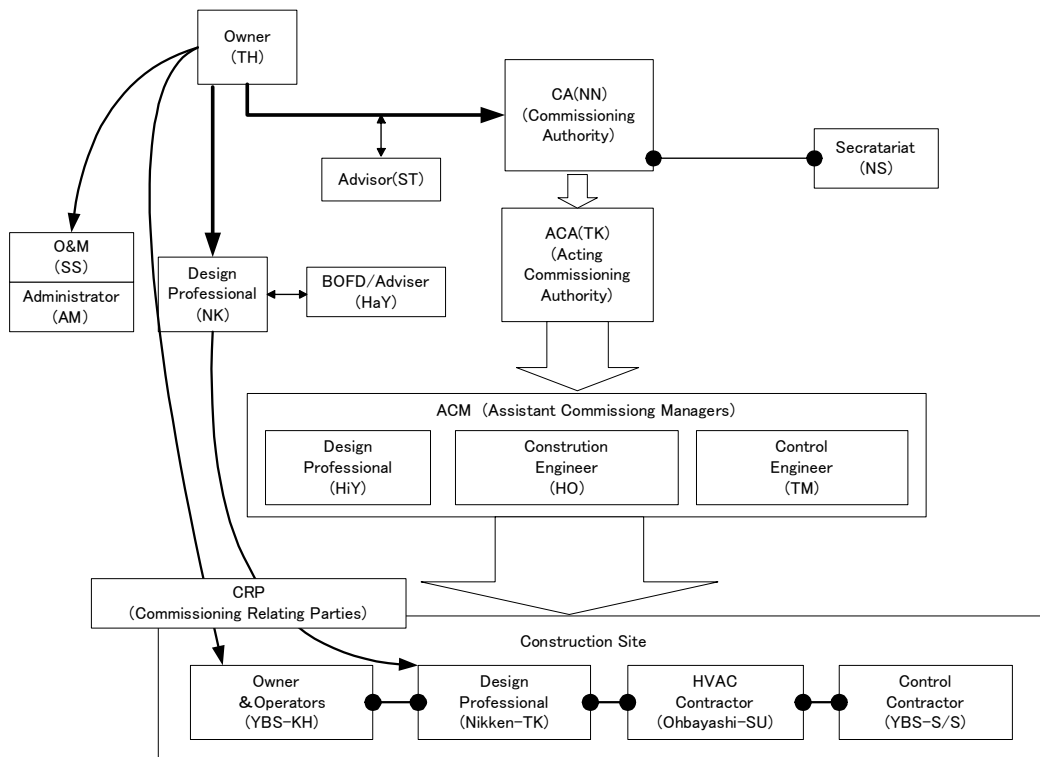 Owner
(TH)
CA(NN)
(Commissioning
Authority)
Secratariat
(NS)
Advisor(ST)
ACA(TK)
(Acting
Commissioning
Authority)
O&M
(SS)
Administrator
(AM)
Design
Professional
(NK)
BOFD/Adviser
(HaY)
ACM (Assistant Commissiong Managers)
Design
Professional
(HiY)
Constrution
Engineer
(HO)
Control
Engineer
(TM)
CRP
(Commissioning Relating Parties)
Construction Site
Owner
&Operators
(YBS-KH)
Design
Professional
(Nikken-TK)
HVAC
Contractor
(Ohbayashi-SU)
Control
Contractor
(YBS-S/S)